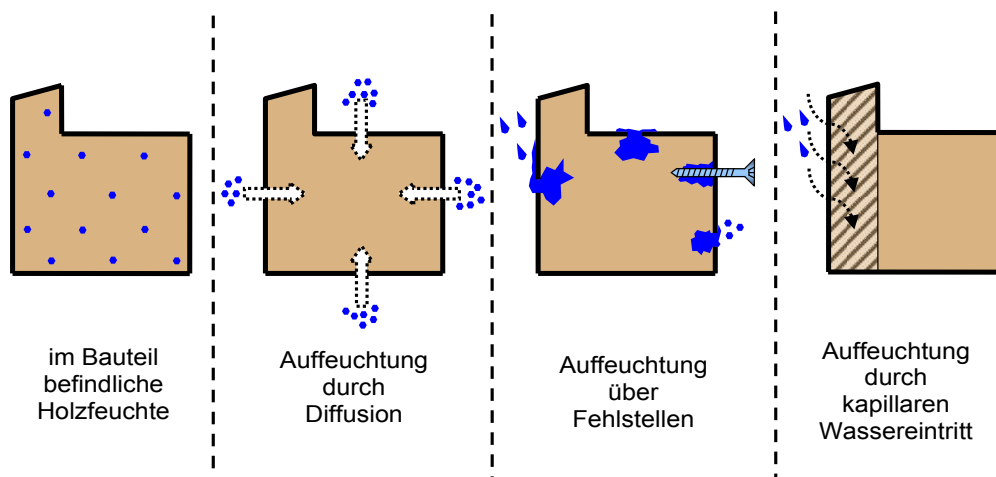 im Bauteil
befindliche
Holzfeuchte
Auffeuchtung
durch
Diffusion
Auffeuchtung
über
Fehlstellen
Auffeuchtung
durch
kapillaren
Wassereintritt